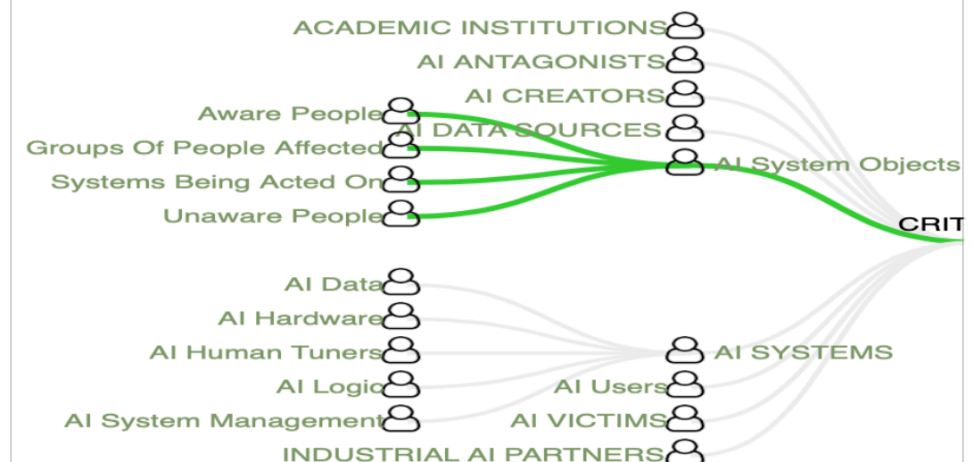 ACADEMIC INSTITUTIONS
AI ANTAGONISTS
AI CREATORS
Aware People
AI DATA SOURCES
Groups Of People Affected
AI System Objects
Systems Being Acted On
Unaware People
CRIT
AI Data
AI Hardware
AI Human Tuners
AI SYSTEMS
AI Logic
AI Users
AI System Management
AI VICTIMS
INDUSTRIAL AI PARTNERS